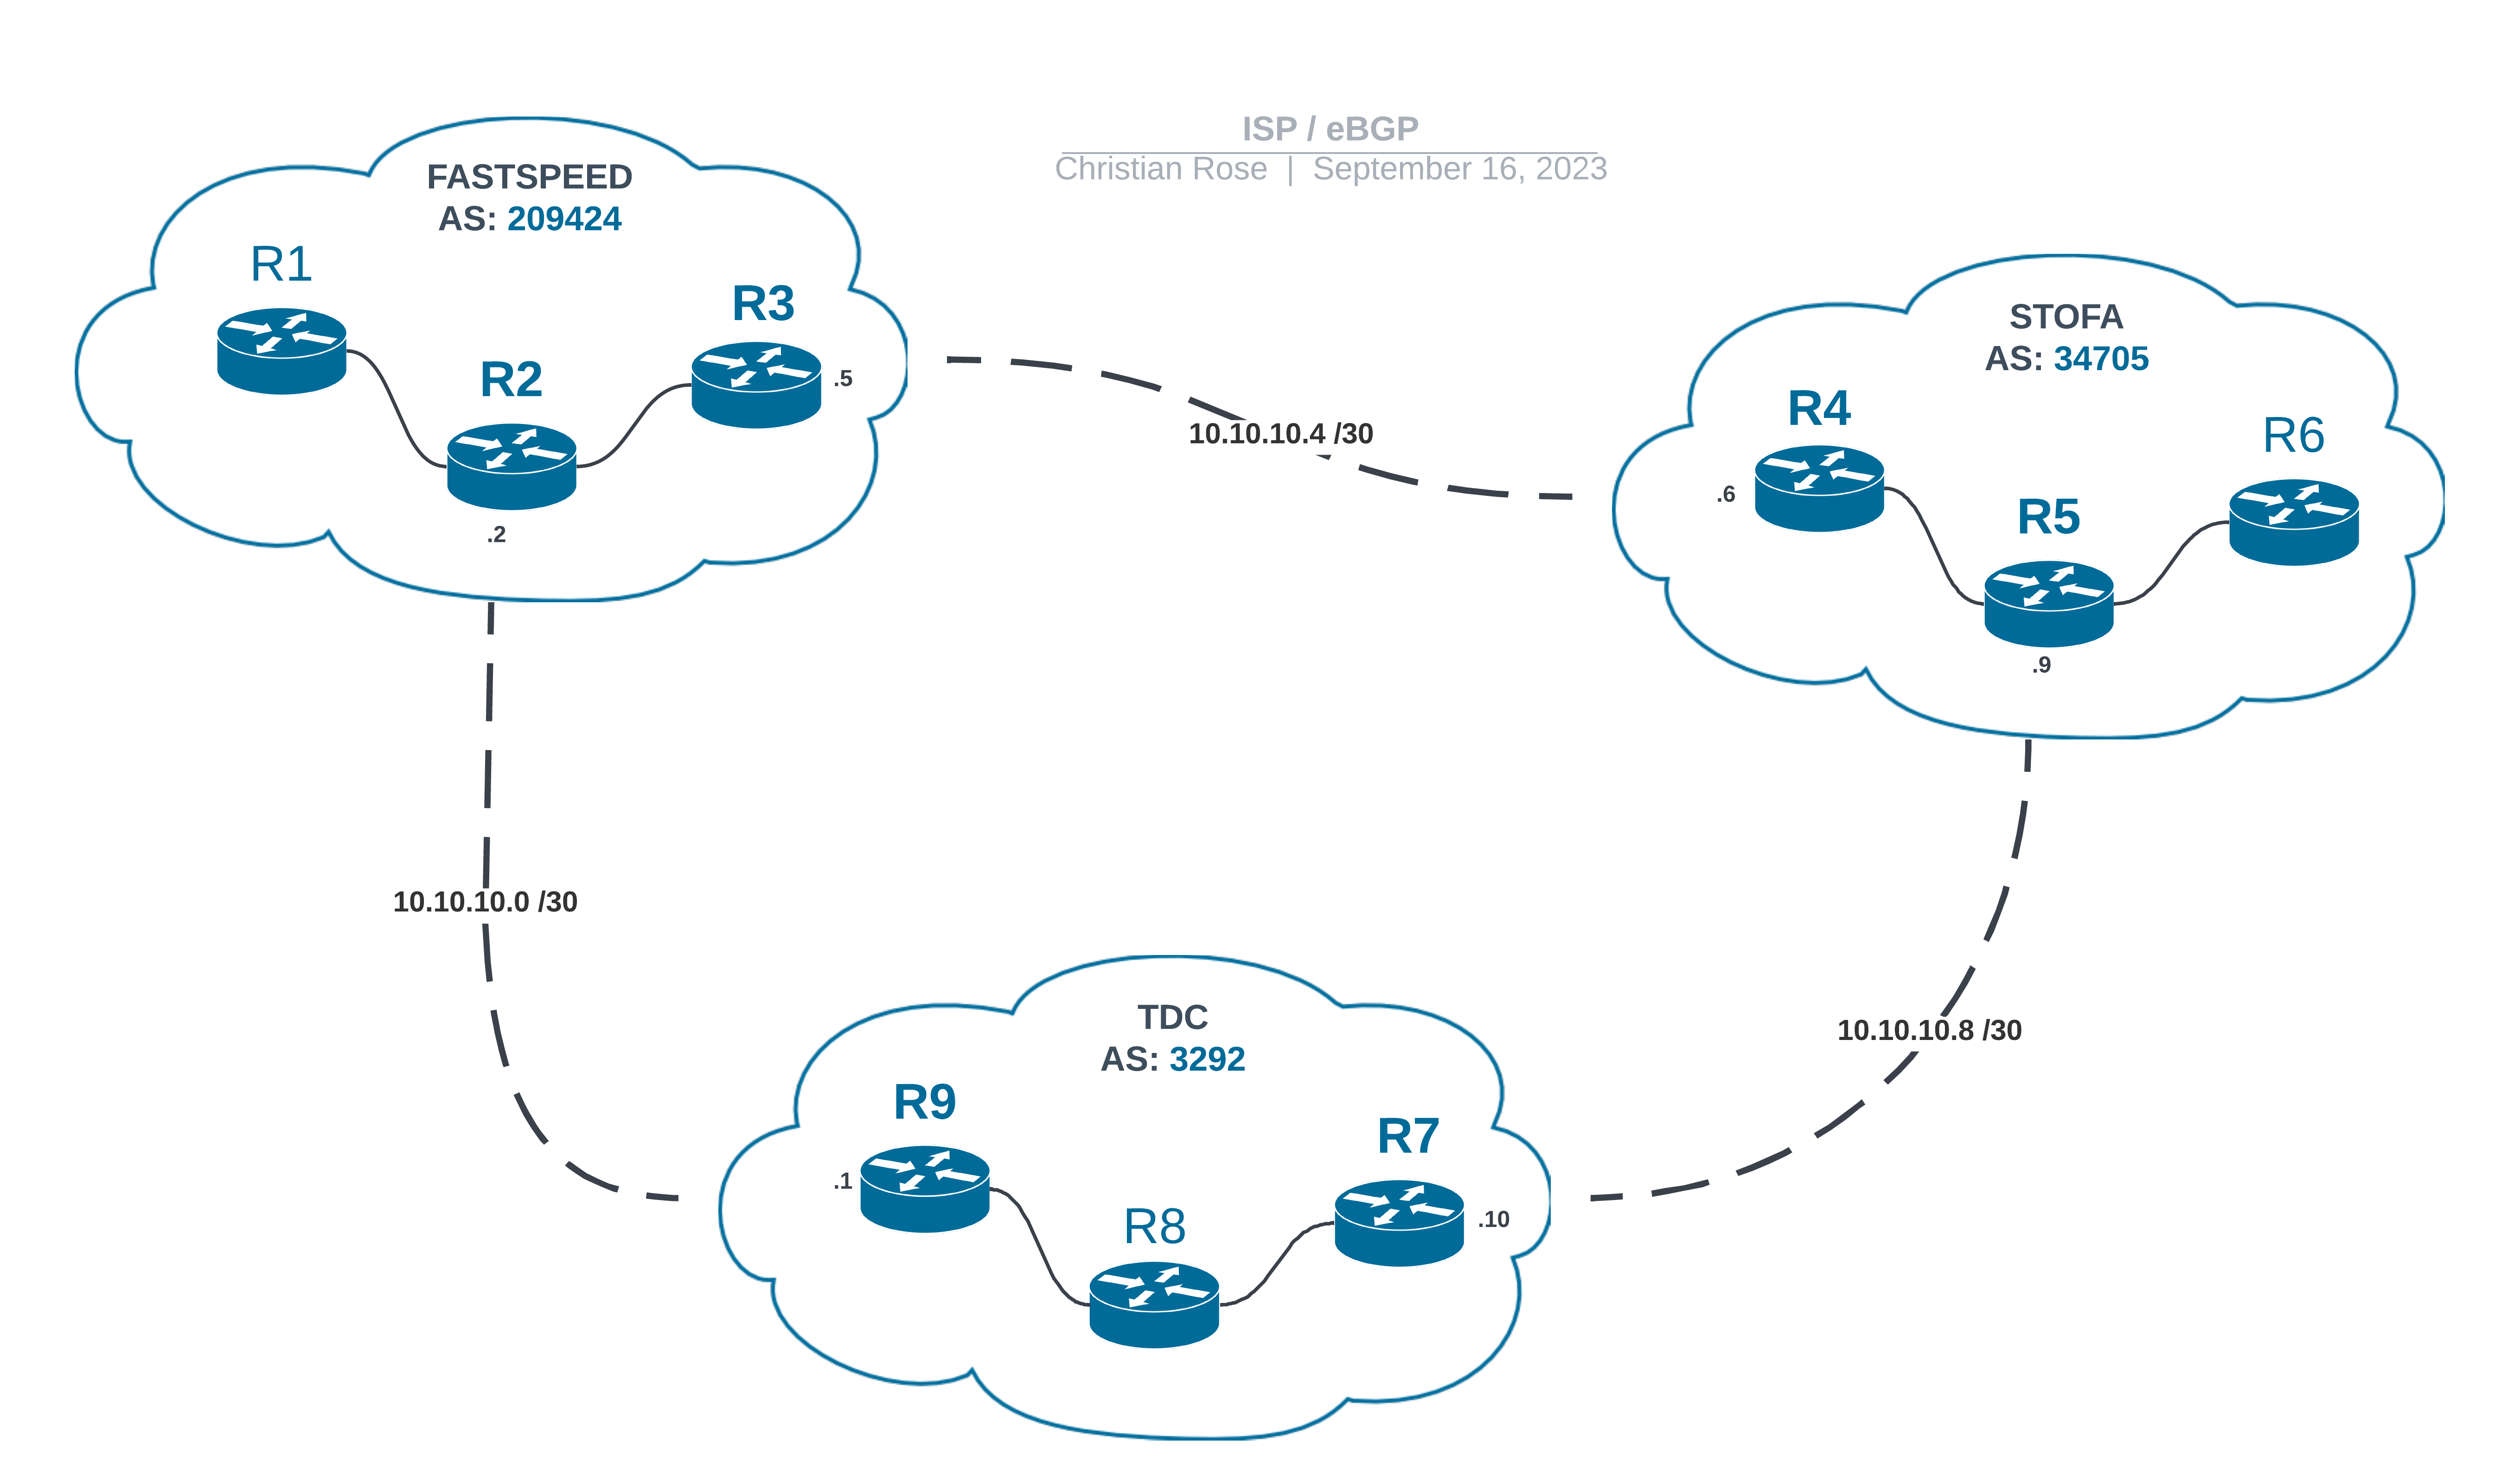 ISP / eBGP
Christian Rose | September 16, 2023
FASTSPEED
AS: 209424
R1
R2
R3
.5
.2
10.10.10.4 /30
STOFA
AS: 34705
R4
R5
R6
.6
.9
10.10.10.0 /30
10.10.10.8 /30
TDC
AS: 3292
R9
R7
R8
.1
.10